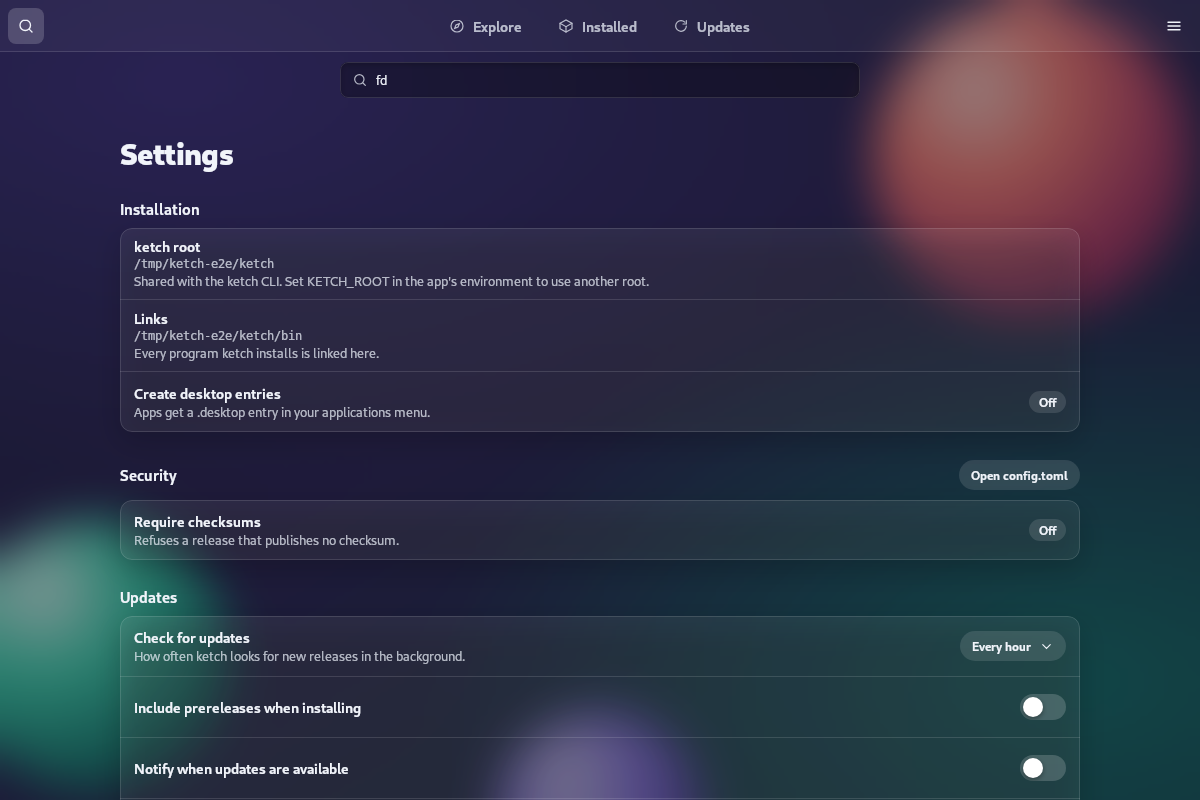 Explore
Installed
Updates
fd
Settings
Installation
ketch root
/tmp/ketch-e2e/ketch
Shared with the ketch CLI. Set KETCH_ROOT in the app's environment to use another root.
Links
/tmp/ketch-e2e/ketch/bin
Every program ketch installs is linked here.
Create desktop entries
Apps get a .desktop entry in your applications menu.
Off
Security
Open config.toml
Require checksums
Refuses a release that publishes no checksum.
Off
Updates
Check for updates
How often ketch looks for new releases in the background.
Every hour
Include prereleases when installing
Notify when updates are available